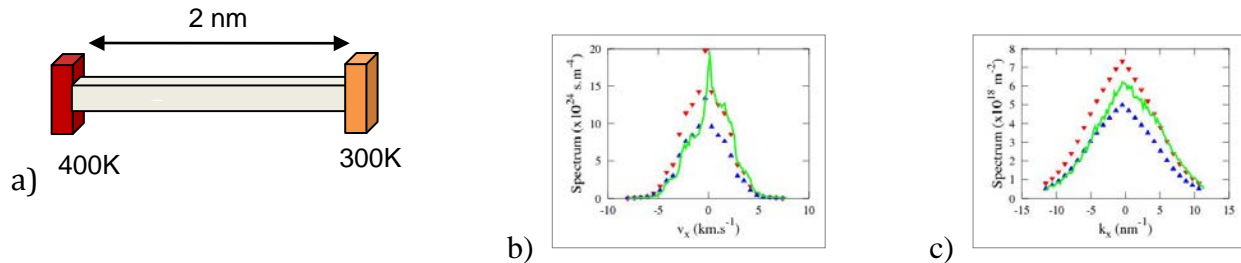 2 nm
400K
300K
a)
Spectrum (x10²⁴ s.m⁻⁴)
20
15
10
5
0
-10
-5
0
5
10
vₓ (km.s⁻¹)
b)
Spectrum (x10¹⁸ m⁻²)
8
7
6
5
4
3
2
1
0
-15
-10
-5
0
5
10
15
kₓ (nm⁻¹)
c)